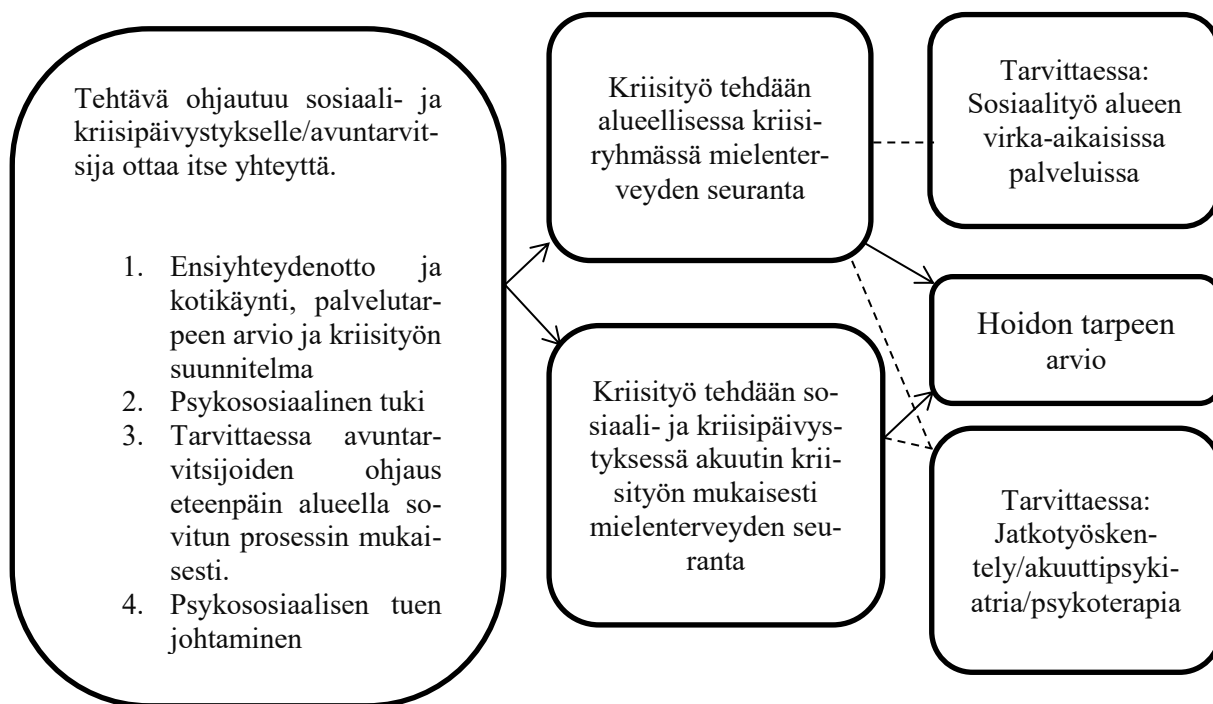 Tehtävä ohjautuu sosiaali- ja
kriisipäivystykselle/avuntarvit-
sija ottaa itse yhteyttä.
1. Ensiyhteydenotto ja
kotikäynti, palvelutar-
peen arvio ja kriisityön
suunnitelma
2. Psykososiaalinen tuki
3. Tarvittaessa avuntar-
vitsijoiden ohjaus
eteenpäin alueella so-
vitun prosessin mukai-
sesti.
4. Psykososiaalisen tuen
johtaminen
Kriisityö tehdään
alueellisessa kriisi-
ryhmässä mielenter-
veyden seuranta
Kriisityö tehdään so-
siaali- ja kriisipäivys-
tyksessä akuutin krii-
sityön mukaisesti
mielenterveyden seu-
ranta
Tarvittaessa:
Sosiaalityö alueen
virka-aikaisissa
palveluissa
Hoidon tarpeen
arvio
Tarvittaessa:
Jatkotyösken-
tely/akuuttipsyki-
atria/psykoterapia